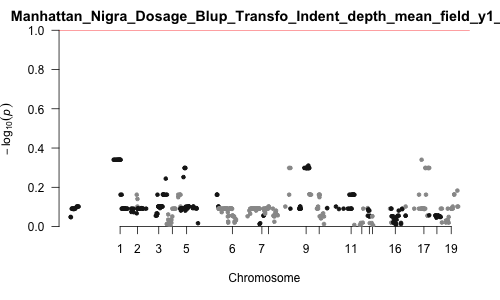 Manhattan_Nigra_Dosage_Blup_Transfo_Indent_depth_mean_field_y1_
1.0
0.8
0.6
0.4
0.2
0.0
− log10(p)
1 2 3 5 6 7 9 11 16 17 19
Chromosome